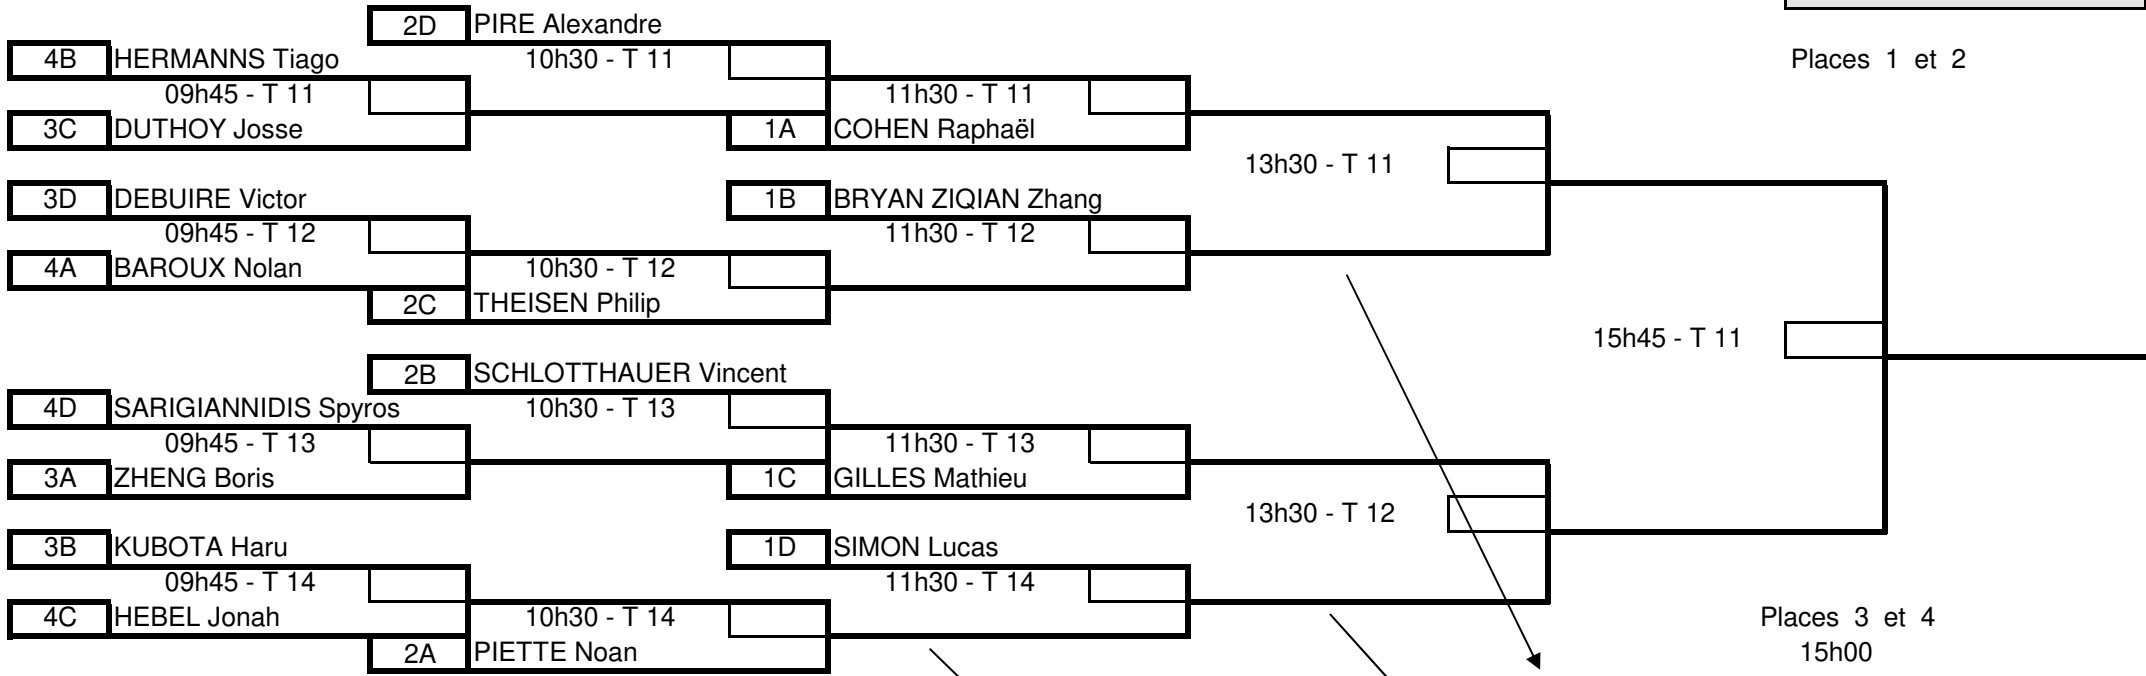 2D PIRE Alexandre
4B HERMANNS Tiago 10h30 - T 11 Places 1 et 2
09h45 - T 11 11h30 - T 11
3C DUTHOY Josse 1A COHEN Raphaël
13h30 - T 11
3D DEBUIRE Victor 1B BRYAN ZIQIAN Zhang
09h45 - T 12 11h30 - T 12
4A BAROUX Nolan 10h30 - T 12
2C THEISEN Philip
15h45 - T 11
2B SCHLOTTHAUER Vincent
4D SARIGIANNIDIS Spyros 10h30 - T 13
09h45 - T 13 11h30 - T 13
3A ZHENG Boris 1C GILLES Mathieu
13h30 - T 12
3B KUBOTA Haru 1D SIMON Lucas
09h45 - T 14 11h30 - T 14
4C HEBEL Jonah 10h30 - T 14 Places 3 et 4
2A PIETTE Noan 15h00